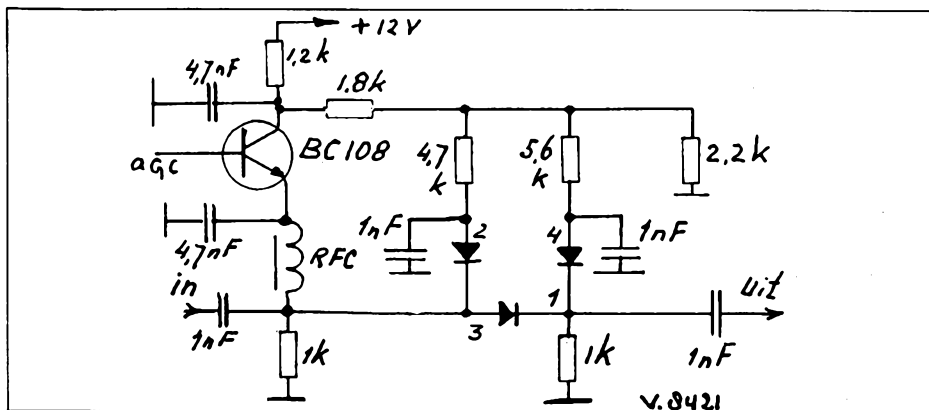 +12V
1,2k
4,7nF
1.8k
agc
BC108
4,7
k
5,6
k
2,2k
1nF
2
4
1nF
4,7nF
RFC
in
1
uit
1nF
3
1nF
1k
1k
V.8421